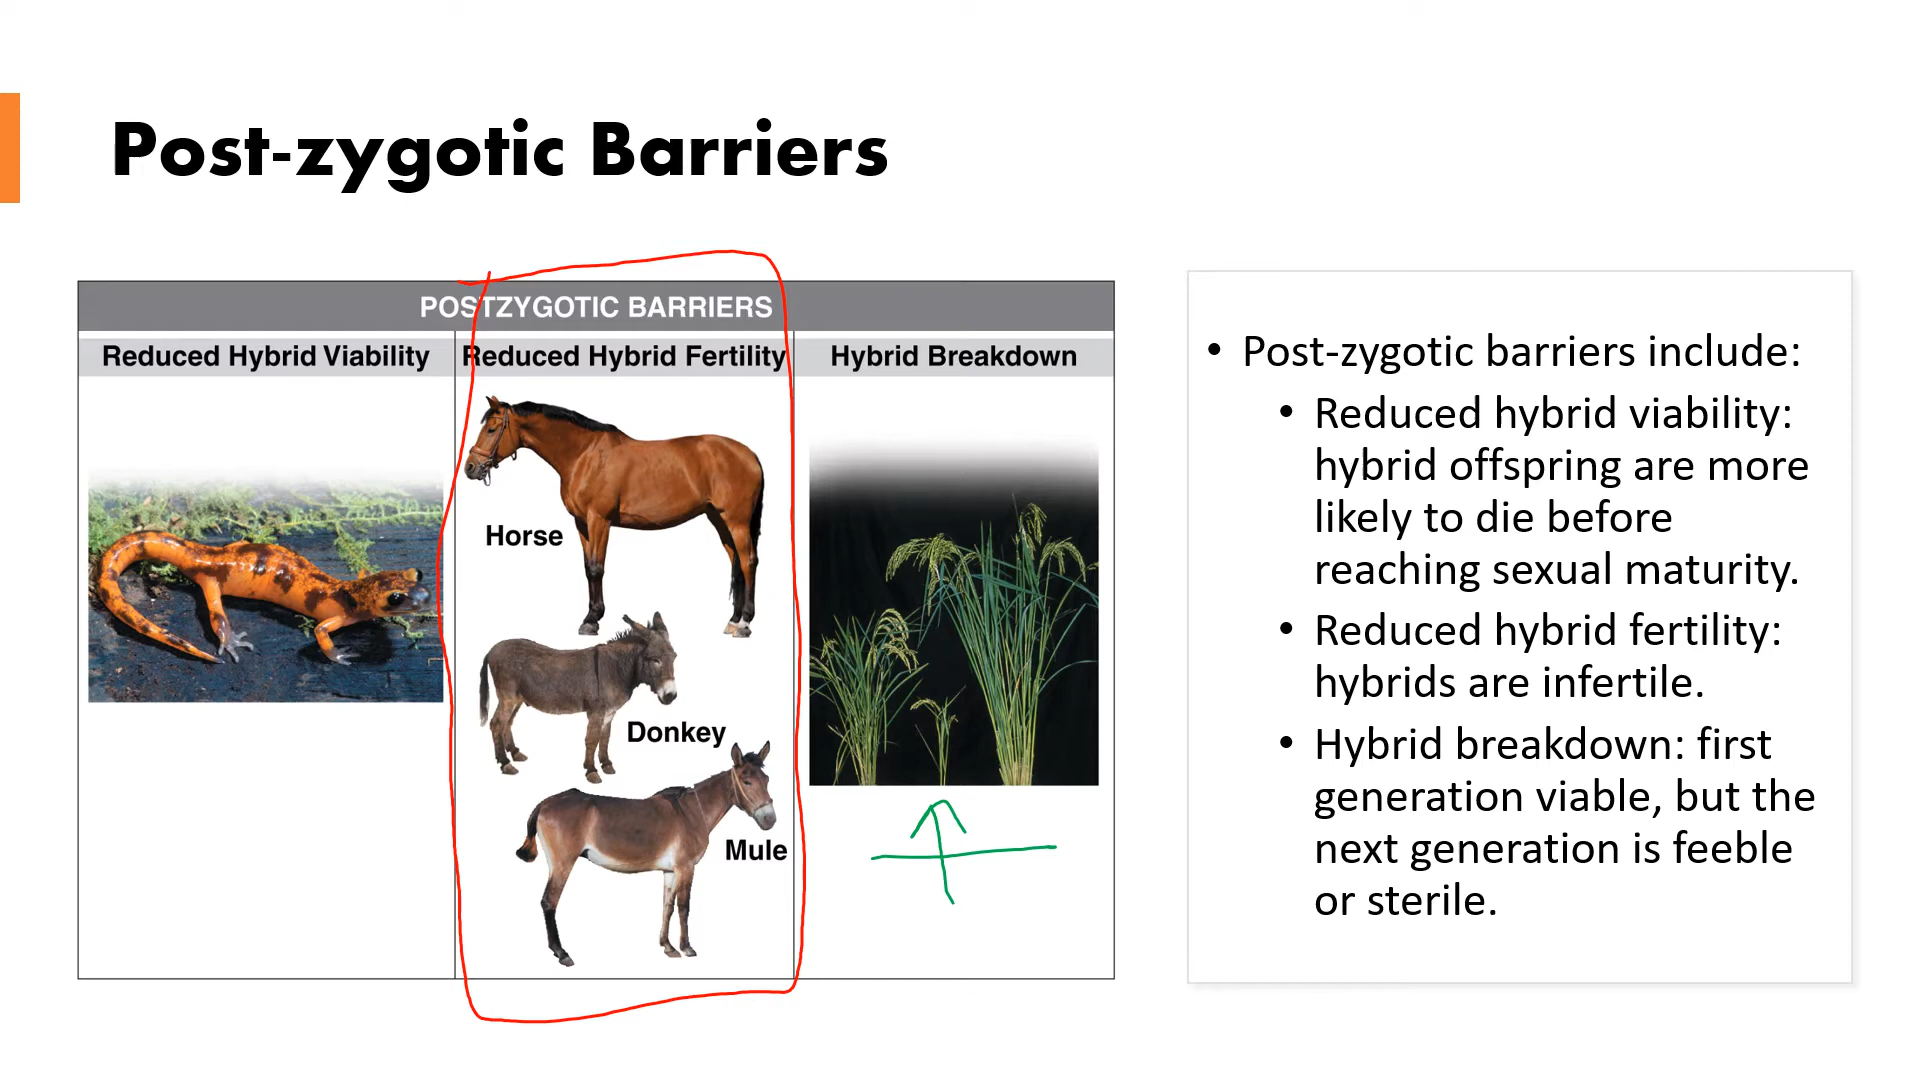 Post-zygotic Barriers
POSTZYGOTIC BARRIERS
Reduced Hybrid Viability
Reduced Hybrid Fertility
Hybrid Breakdown
Horse
Donkey
Mule
• Post-zygotic barriers include:
• Reduced hybrid viability:
hybrid offspring are more
likely to die before
reaching sexual maturity.
• Reduced hybrid fertility:
hybrids are infertile.
• Hybrid breakdown: first
generation viable, but the
next generation is feeble
or sterile.